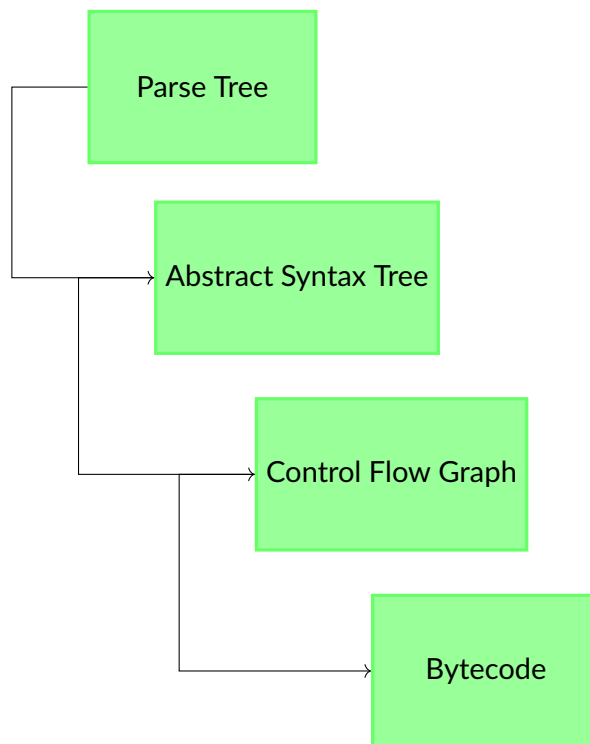 Parse Tree
Abstract Syntax Tree
Control Flow Graph
Bytecode